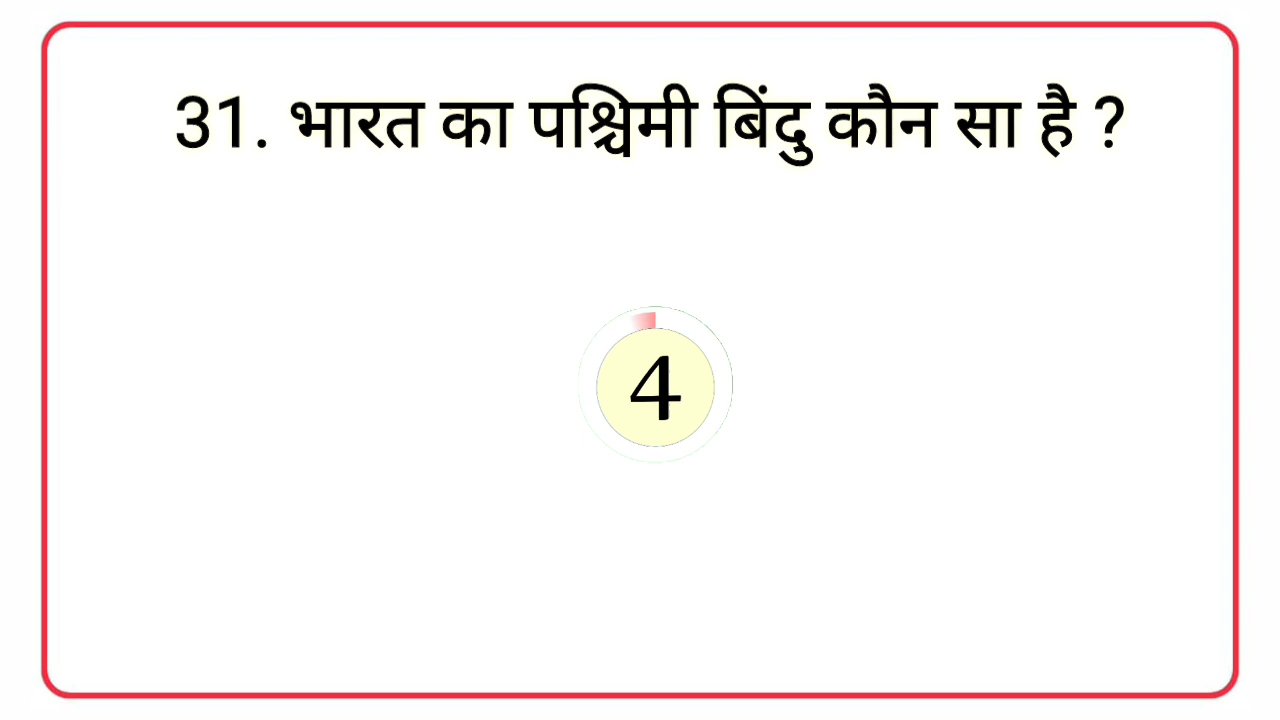 31. भारत का पश्चिमी बिंदु कौन सा है ?
4